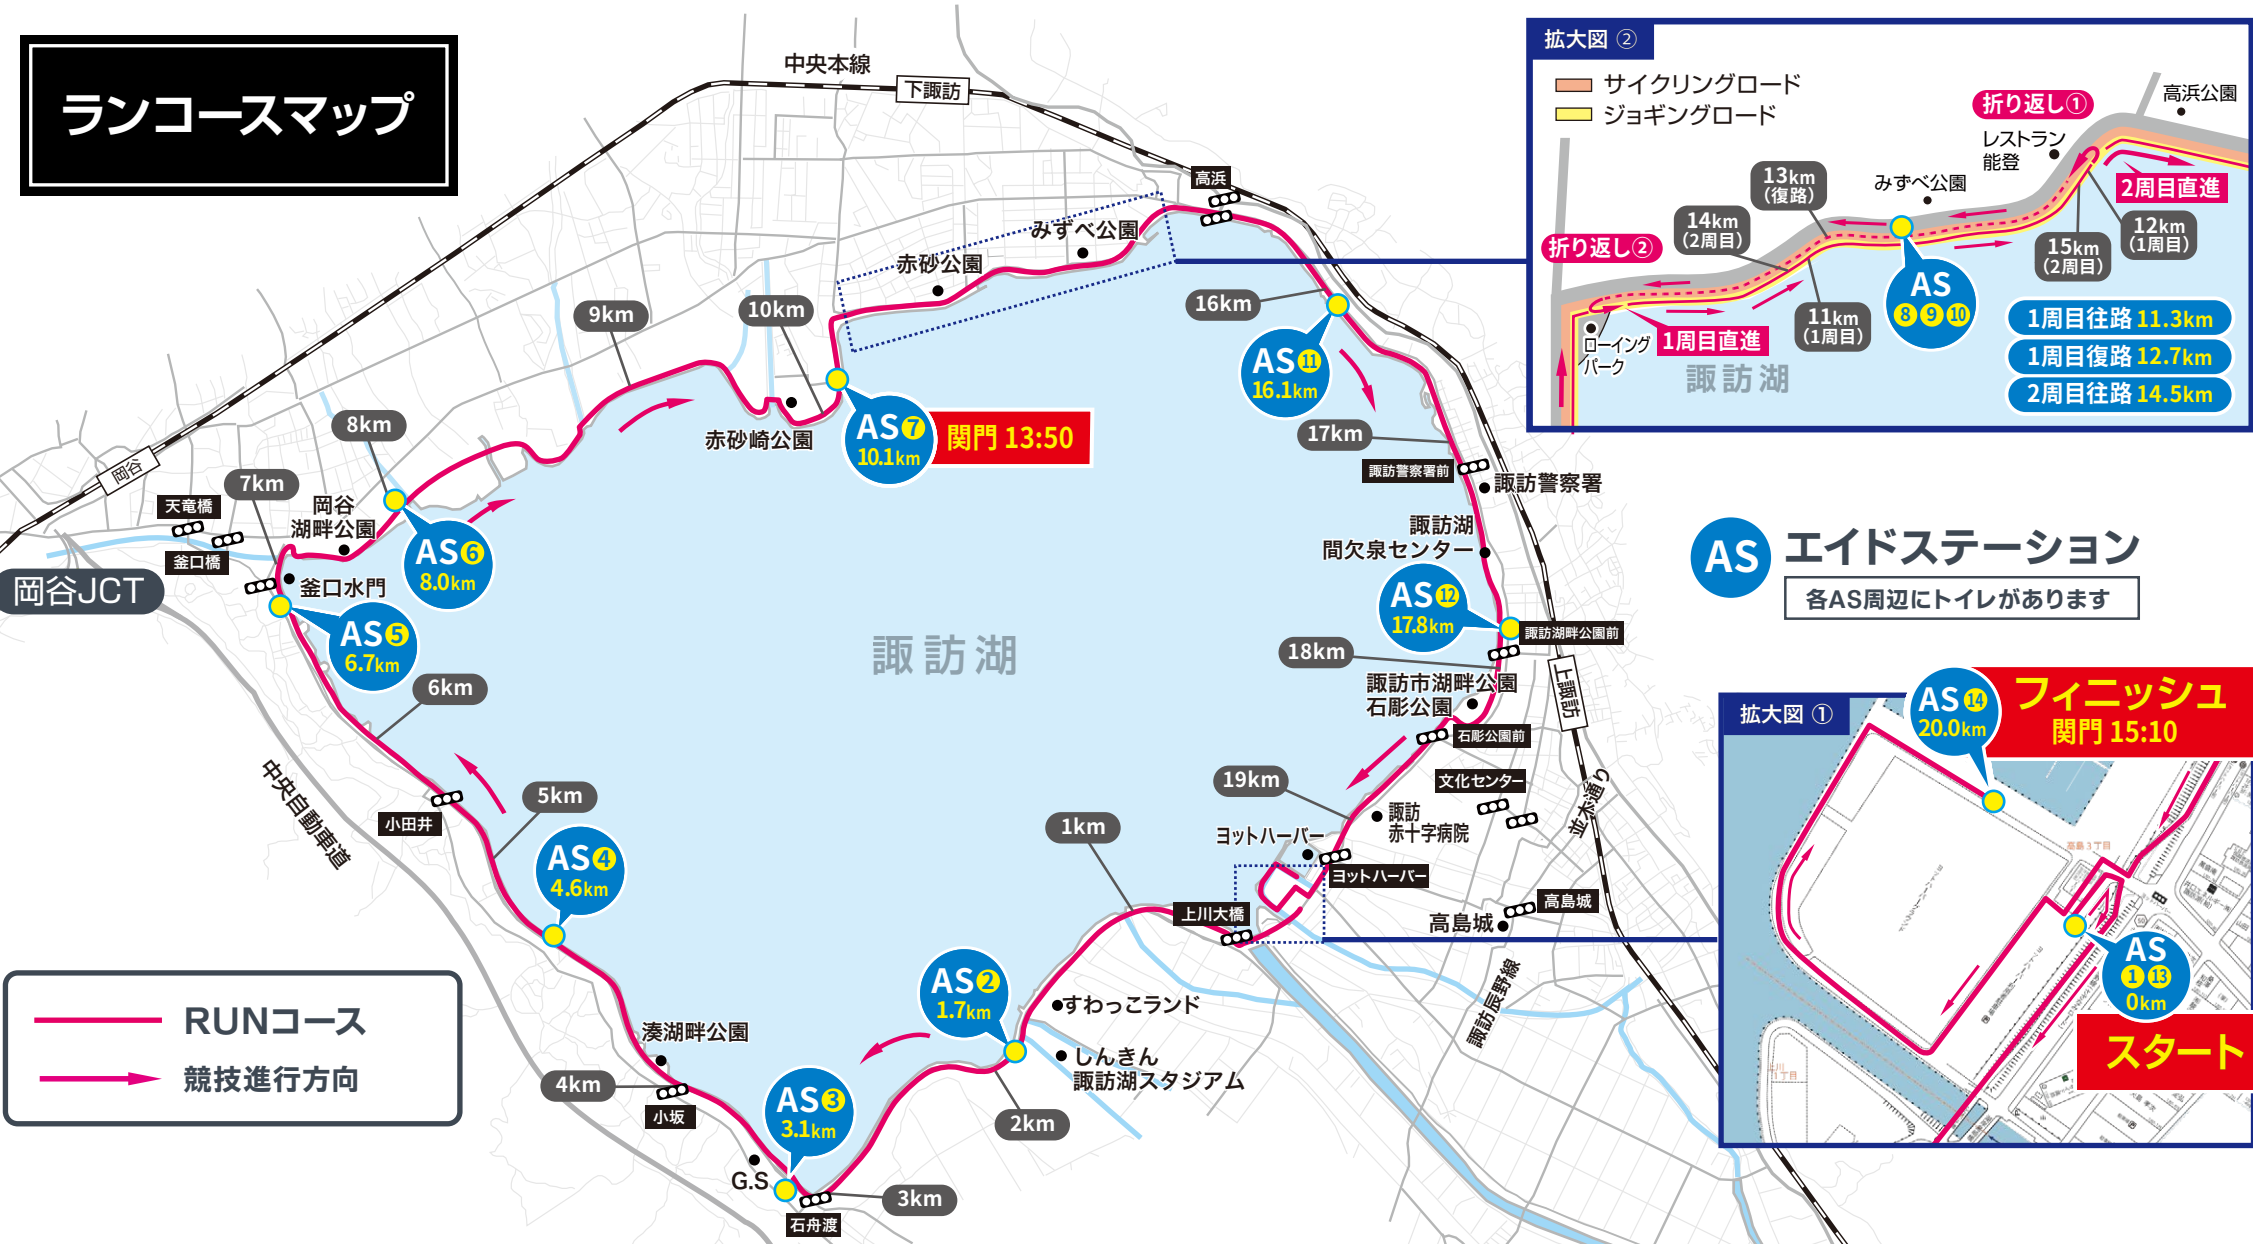 ランコースマップ
中央本線
下諏訪
高浜
みずべ公園
赤砂公園
9km
10km
16km
AS⑪
16.1km
赤砂崎公園
AS⑦
10.1km
関門 13:50
17km
諏訪警察署前
諏訪警察署
8km
岡谷
7km
天竜橋
岡谷
湖畔公園
釜口橋
AS⑥
8.0km
岡谷JCT
釜口水門
AS⑤
6.7km
諏訪湖
諏訪湖
間欠泉センター
AS⑫
17.8km
諏訪湖畔公園前
18km
上諏訪
諏訪市湖畔公園
石彫公園
石彫公園前
6km
中央自動車道
小田井
5km
AS④
4.6km
19km
文化センター
並木通り
諏訪
赤十字病院
1km
ヨットハーバー
ヨットハーバー
上川大橋
高島城
高島城
諏訪辰野線
AS②
1.7km
すわっこランド
しんきん
諏訪湖スタジアム
湊湖畔公園
4km
小坂
AS③
3.1km
2km
G.S
3km
石舟渡
RUNコース
競技進行方向
拡大図 ②
サイクリングロード
ジョギングロード
折り返し①
高浜公園
レストラン
能登
2周目直進
13km
(復路)
みずべ公園
14km
(2周目)
12km
(1周目)
15km
(2周目)
折り返し②
AS
⑧⑨⑩
11km
(1周目)
1周目直進
ローイング
パーク
諏訪湖
1周目往路 11.3km
1周目復路 12.7km
2周目往路 14.5km
AS
エイドステーション
各AS周辺にトイレがあります
拡大図 ①
AS⑭
20.0km
フィニッシュ
関門 15:10
高島3丁目
AS
①⑬
0km
スタート